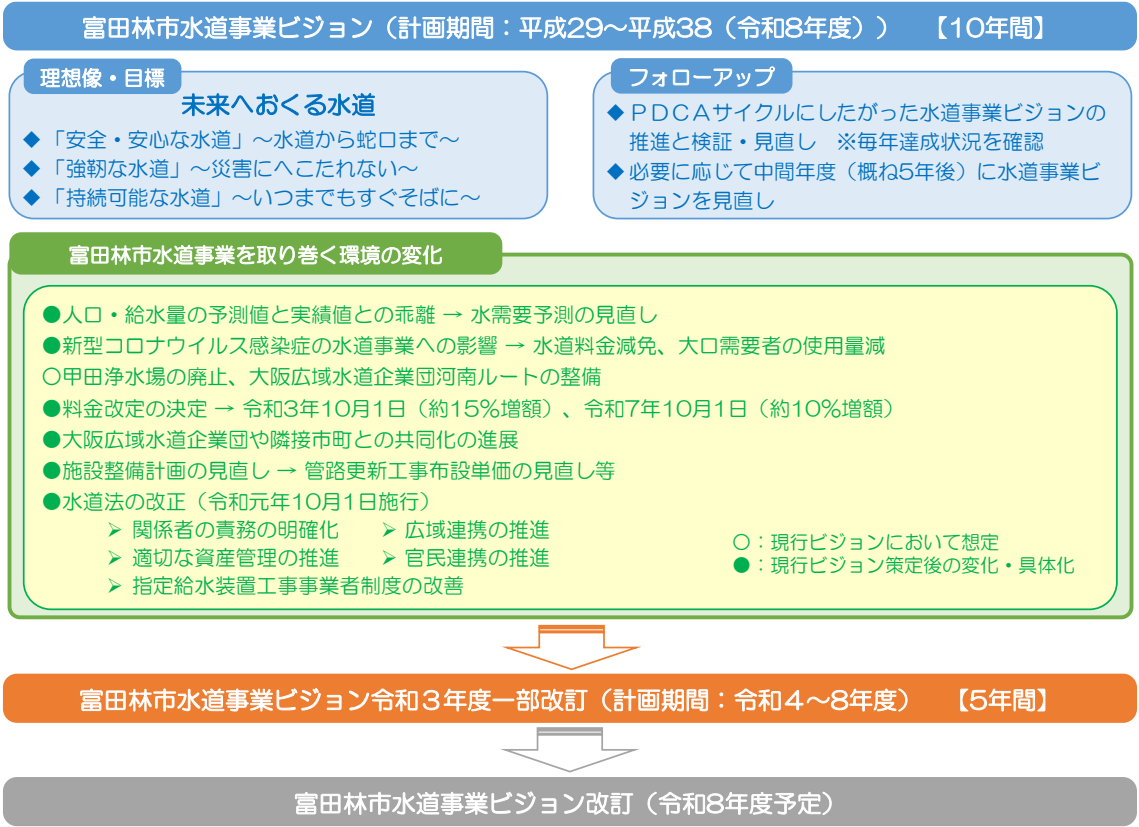 富田林市水道事業ビジョン（計画期間：平成29～平成38（令和8年度））　【10年間】
理想像・目標
未来へおくる水道
◆「安全・安心な水道」～水道から蛇口まで～
◆「強靭な水道」～災害にへこたれない～
◆「持続可能な水道」～いつまでもすぐそばに～
フォローアップ
◆ＰＤＣＡサイクルにしたがった水道事業ビジョンの
推進と検証・見直し　※毎年達成状況を確認
◆必要に応じて中間年度（概ね5年後）に水道事業ビ
ジョンを見直し
富田林市水道事業を取り巻く環境の変化
●人口・給水量の予測値と実績値との乖離 → 水需要予測の見直し
●新型コロナウイルス感染症の水道事業への影響 → 水道料金減免、大口需要者の使用量減
○甲田浄水場の廃止、大阪広域水道企業団河南ルートの整備
●料金改定の決定 → 令和3年10月1日（約15%増額）、令和7年10月1日（約10%増額）
●大阪広域水道企業団や隣接市町との共同化の進展
●施設整備計画の見直し → 管路更新工事布設単価の見直し等
●水道法の改正（令和元年10月1日施行）
➢ 関係者の責務の明確化　➢ 広域連携の推進
➢ 適切な資産管理の推進　➢ 官民連携の推進
➢ 指定給水装置工事事業者制度の改善
○：現行ビジョンにおいて想定
●：現行ビジョン策定後の変化・具体化
富田林市水道事業ビジョン令和３年度一部改訂（計画期間：令和４～8年度）　【5年間】
富田林市水道事業ビジョン改訂（令和8年度予定）